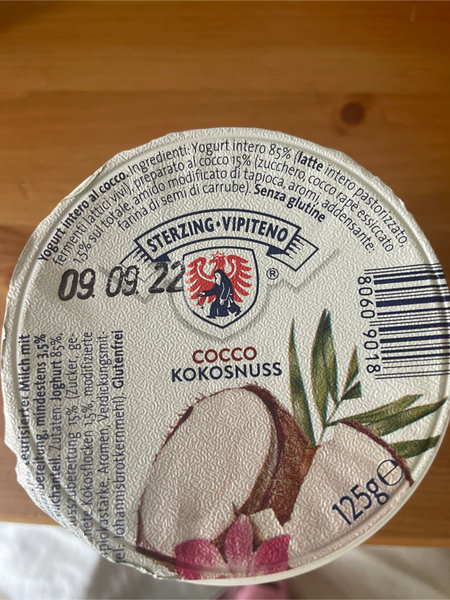 Yogurt intero al cocco. Ingredienti: Yogurt intero 85% (latte intero pastorizzato,
fermenti lattici vivi), preparato al cocco 15% (zucchero, cocco rapè essiccato
1,5% sul totale, amido modificato di tapioca, aromi, addensante:
farina di semi di carrube). Senza glutine
STERZING·VIPITENO
®
09.09.22
COCCO
KOKOSNUSS
8060 9018
eurisierter Milch mit
bereitung, mindestens 3,5%
Zutaten: Joghurt 85%
bereitung 15% (Zucker, ge-
Kokosflocken 1,5%, modifizierte
Aromen, Verdickungsmit-
Johannisbrotkernmehl). Glutenfrei
125g℮